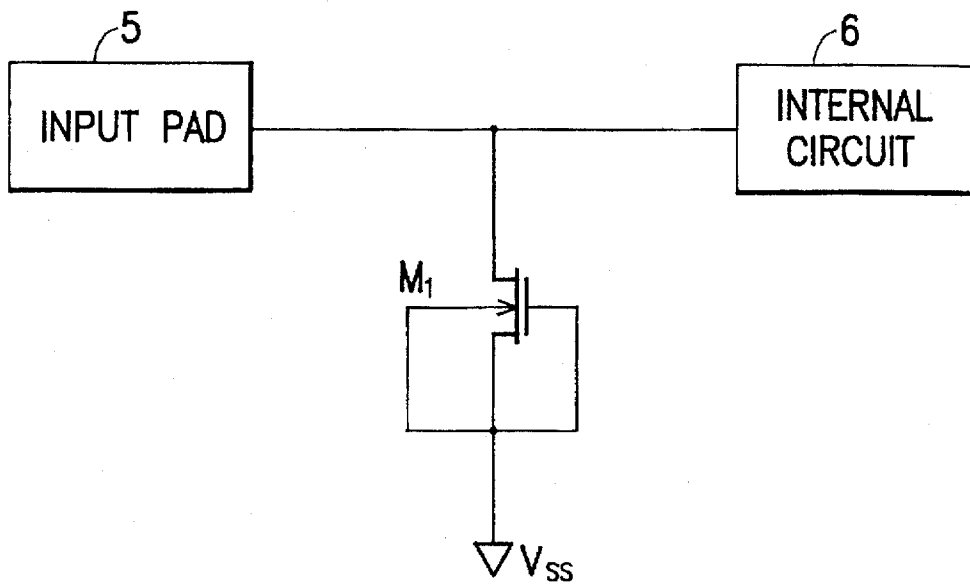 5
INPUT PAD
6
INTERNAL
CIRCUIT
M1
VSS